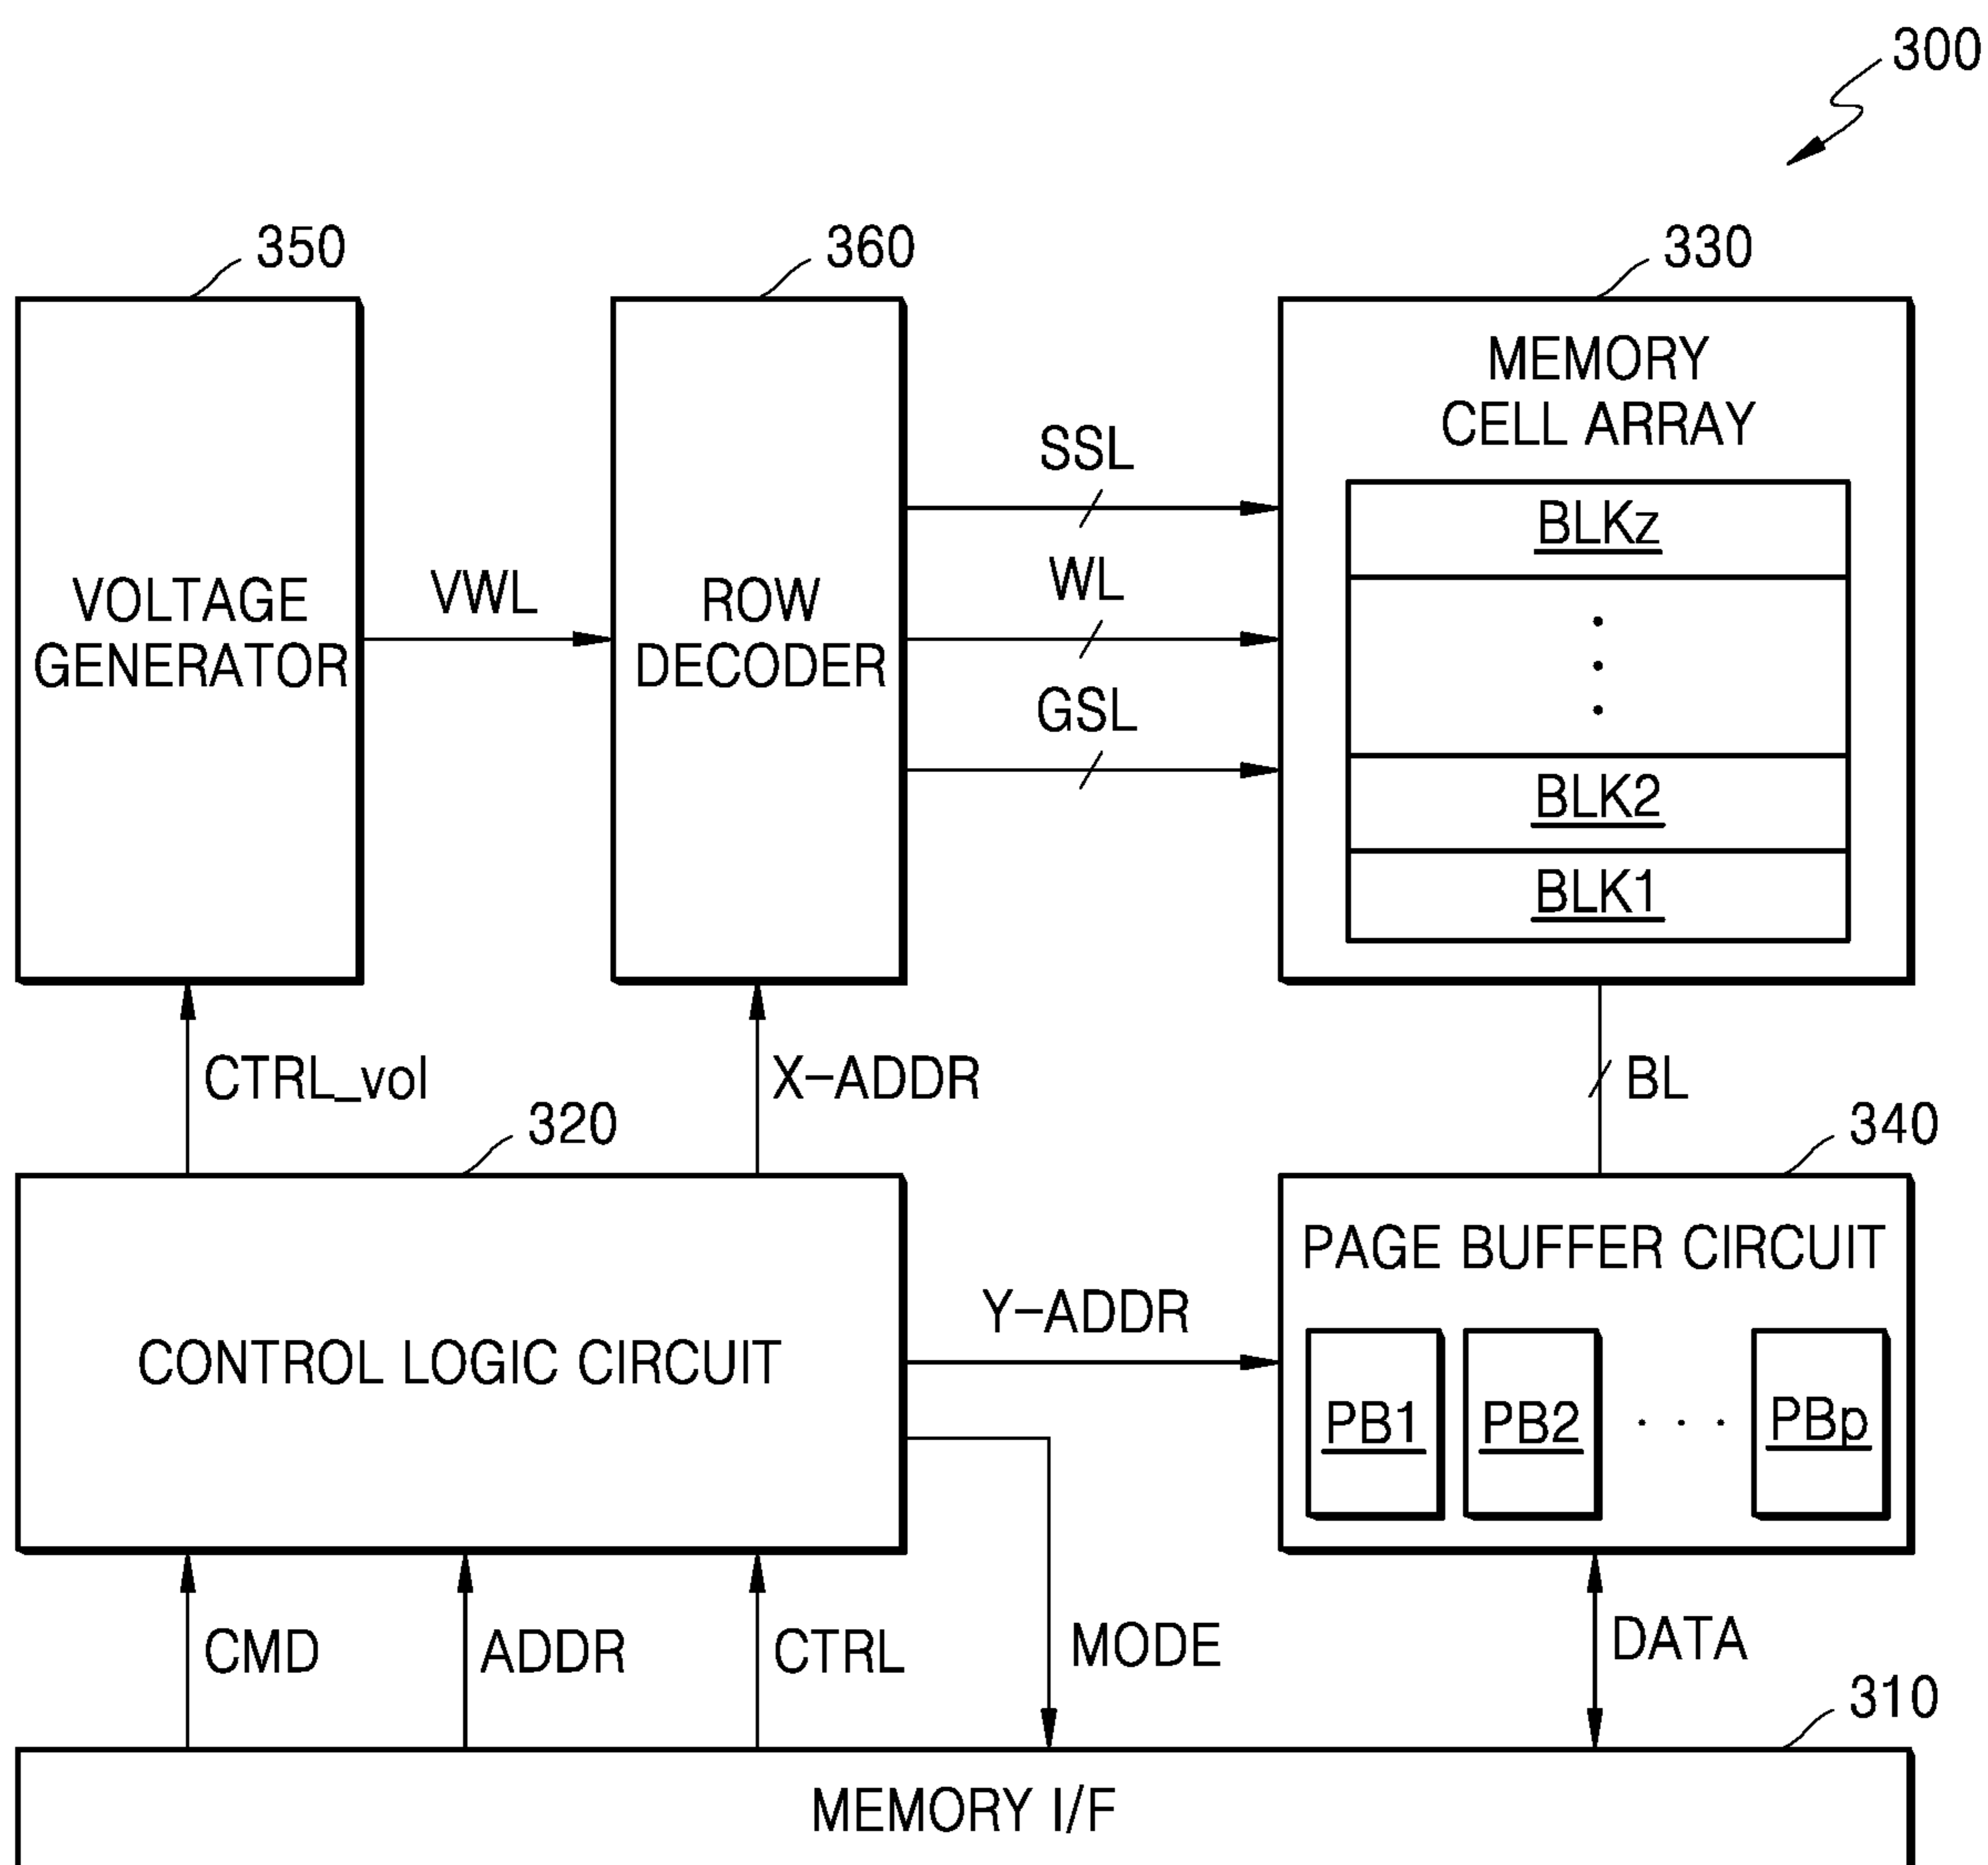 300
350
360
330
VOLTAGE
GENERATOR
VWL
ROW
DECODER
SSL
WL
GSL
MEMORY
CELL ARRAY
BLKz
BLK2
BLK1
CTRL_vol
X-ADDR
BL
320
340
CONTROL LOGIC CIRCUIT
Y-ADDR
PAGE BUFFER CIRCUIT
PB1
PB2
. . .
PBp
CMD
ADDR
CTRL
MODE
DATA
310
MEMORY I/F